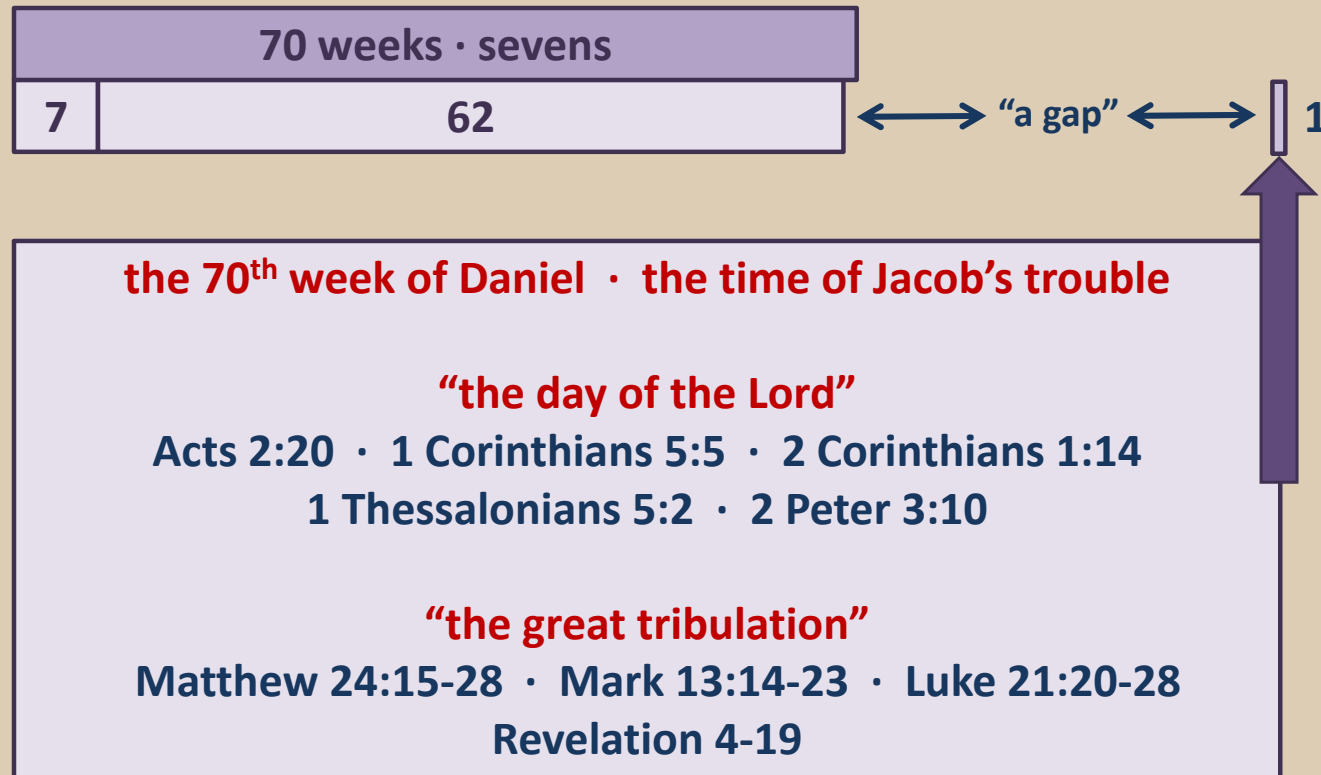 70 weeks · sevens
7 62 “a gap” 1
the 70th week of Daniel · the time of Jacob’s trouble
“the day of the Lord”
Acts 2:20 · 1 Corinthians 5:5 · 2 Corinthians 1:14
1 Thessalonians 5:2 · 2 Peter 3:10
“the great tribulation”
Matthew 24:15-28 · Mark 13:14-23 · Luke 21:20-28
Revelation 4-19